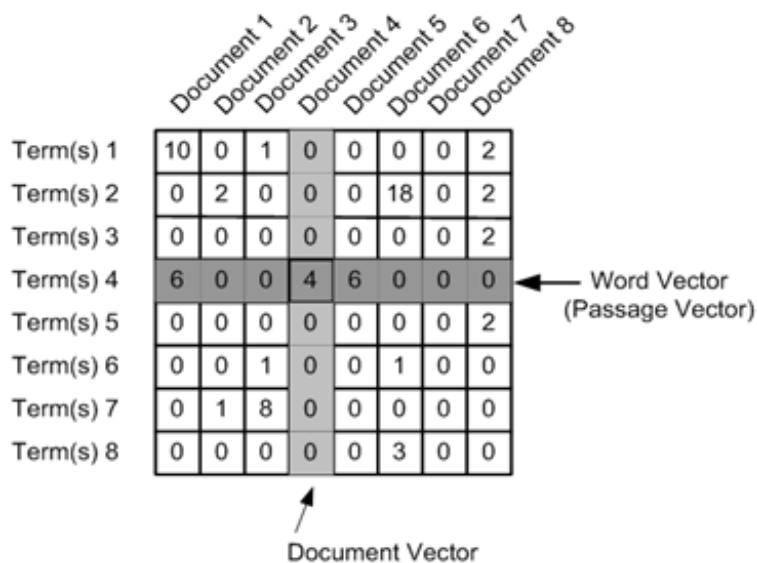 Document 1
Document 2
Document 3
Document 4
Document 5
Document 6
Document 7
Document 8
Term(s) 1 10 0 1 0 0 0 0 2
Term(s) 2 0 2 0 0 0 18 0 2
Term(s) 3 0 0 0 0 0 0 0 2
Term(s) 4 6 0 0 4 6 0 0 0
Word Vector
(Passage Vector)
Term(s) 5 0 0 0 0 0 0 0 2
Term(s) 6 0 0 1 0 0 1 0 0
Term(s) 7 0 1 8 0 0 0 0 0
Term(s) 8 0 0 0 0 0 3 0 0
Document Vector